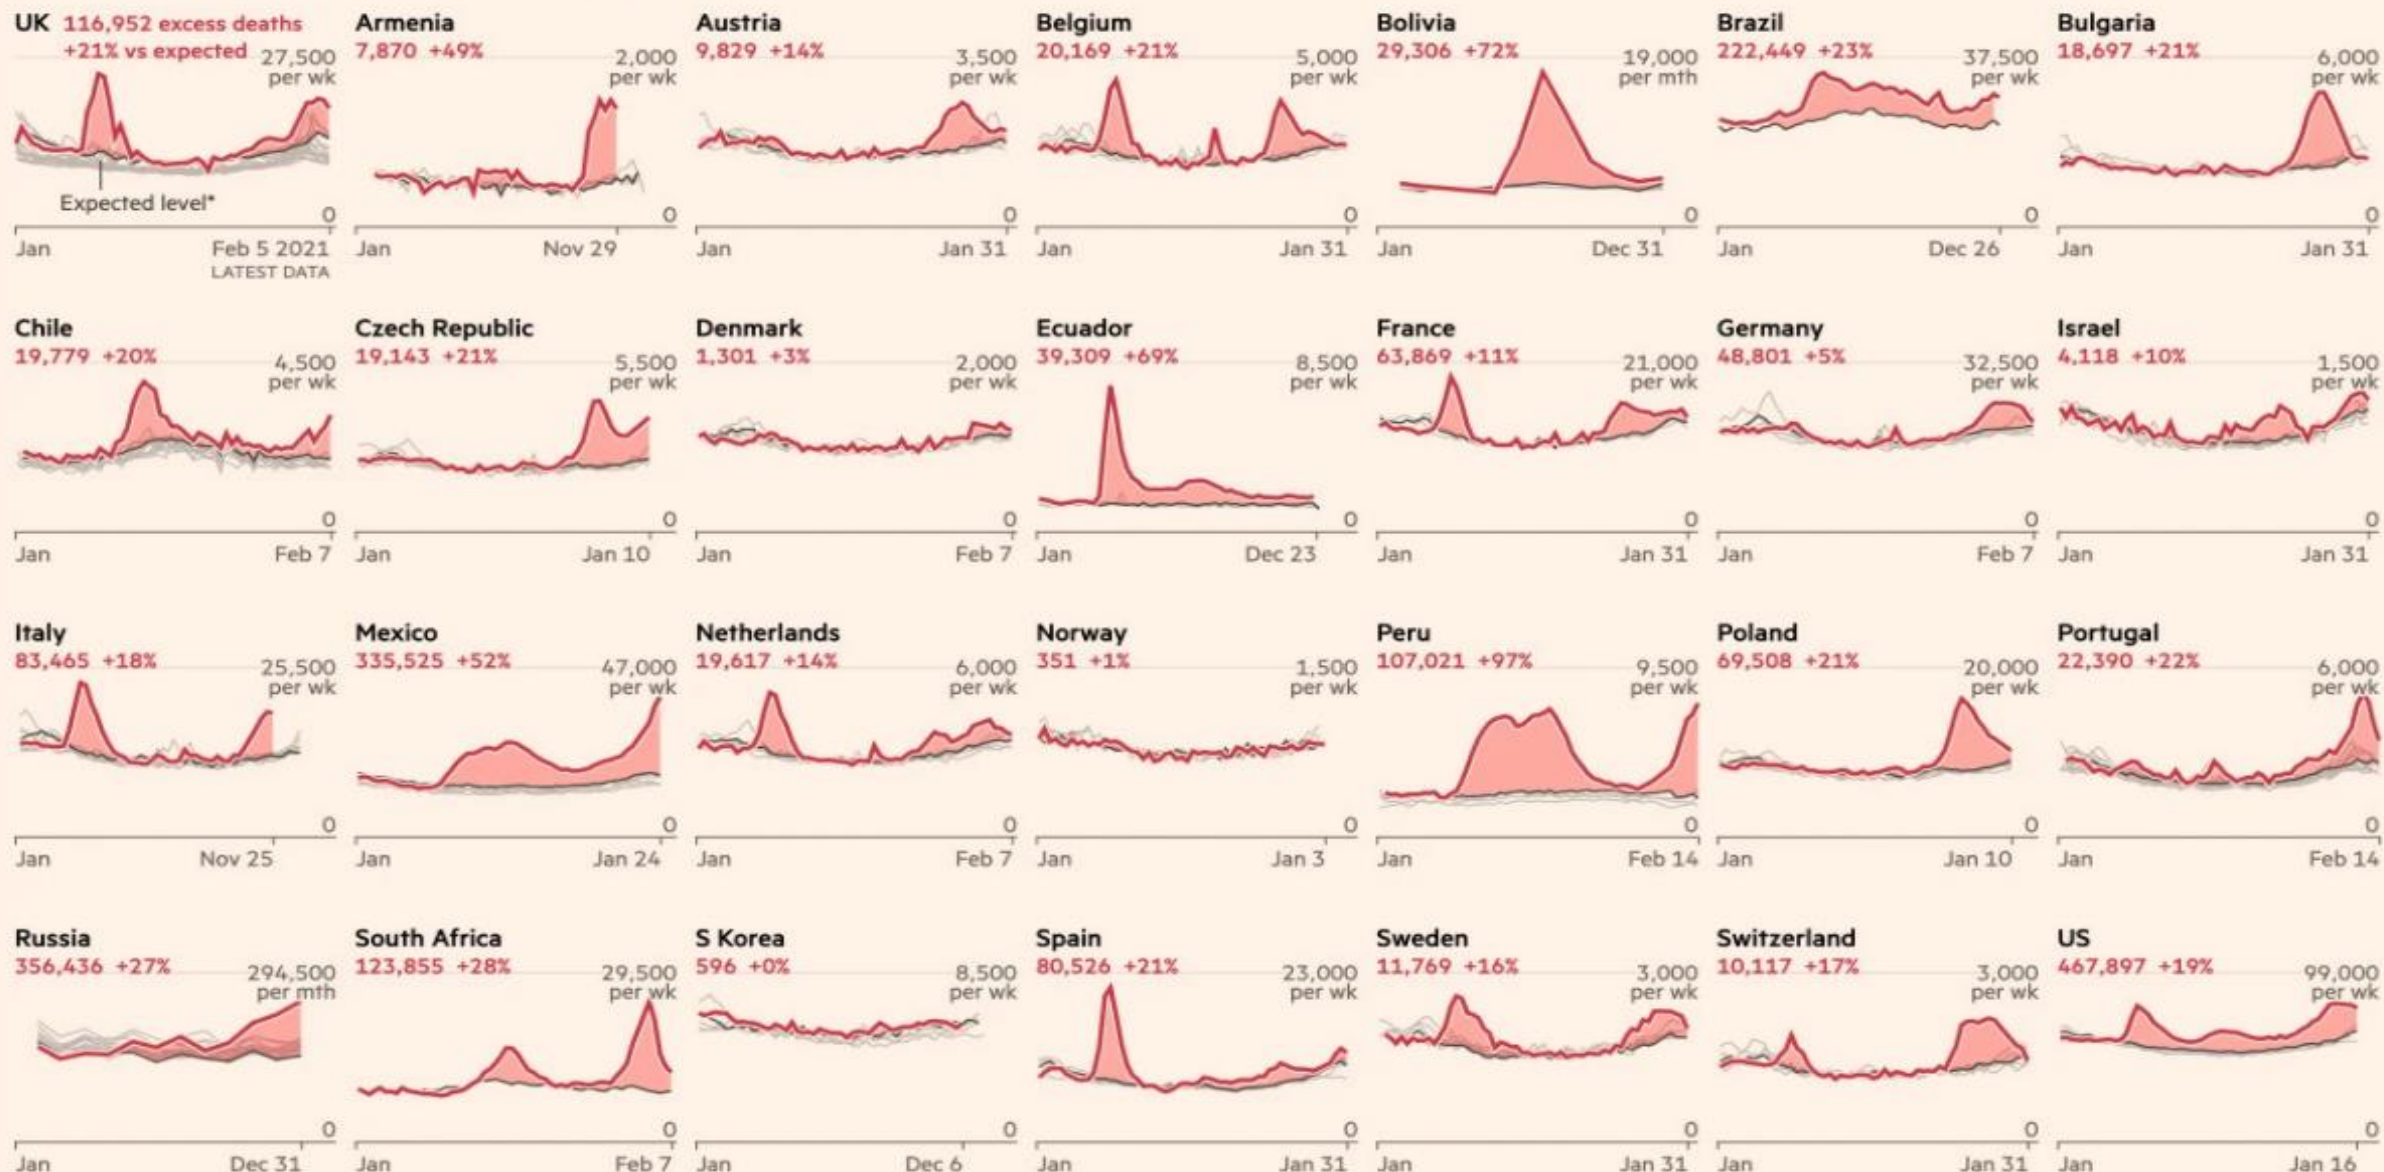 UK 116,952 excess deaths
+21% vs expected
27,500
per wk
Expected level*
0
Jan Feb 5 2021
LATEST DATA
Armenia
7,870 +49%
2,000
per wk
0
Jan Nov 29
Austria
9,829 +14%
3,500
per wk
0
Jan Jan 31
Belgium
20,169 +21%
5,000
per wk
0
Jan Jan 31
Bolivia
29,306 +72%
19,000
per mth
0
Jan Dec 31
Brazil
222,449 +23%
37,500
per wk
0
Jan Dec 26
Bulgaria
18,697 +21%
6,000
per wk
0
Jan Jan 31
Chile
19,779 +20%
4,500
per wk
0
Jan Feb 7
Czech Republic
19,143 +21%
5,500
per wk
0
Jan Jan 10
Denmark
1,301 +3%
2,000
per wk
0
Jan Feb 7
Ecuador
39,309 +69%
8,500
per wk
0
Jan Dec 23
France
63,869 +11%
21,000
per wk
0
Jan Jan 31
Germany
48,801 +5%
32,500
per wk
0
Jan Feb 7
Israel
4,118 +10%
1,500
per wk
0
Jan Jan 31
Italy
83,465 +18%
25,500
per wk
0
Jan Nov 25
Mexico
335,525 +52%
47,000
per wk
0
Jan Jan 24
Netherlands
19,617 +14%
6,000
per wk
0
Jan Feb 7
Norway
351 +1%
1,500
per wk
0
Jan Jan 3
Peru
107,021 +97%
9,500
per wk
0
Jan Feb 14
Poland
69,508 +21%
20,000
per wk
0
Jan Jan 10
Portugal
22,390 +22%
6,000
per wk
0
Jan Feb 14
Russia
356,436 +27%
294,500
per mth
0
Jan Dec 31
South Africa
123,855 +28%
29,500
per wk
0
Jan Feb 7
S Korea
596 +0%
8,500
per wk
0
Jan Dec 6
Spain
80,526 +21%
23,000
per wk
0
Jan Jan 31
Sweden
11,769 +16%
3,000
per wk
0
Jan Jan 31
Switzerland
10,117 +17%
3,000
per wk
0
Jan Jan 31
US
467,897 +19%
99,000
per wk
0
Jan Jan 16